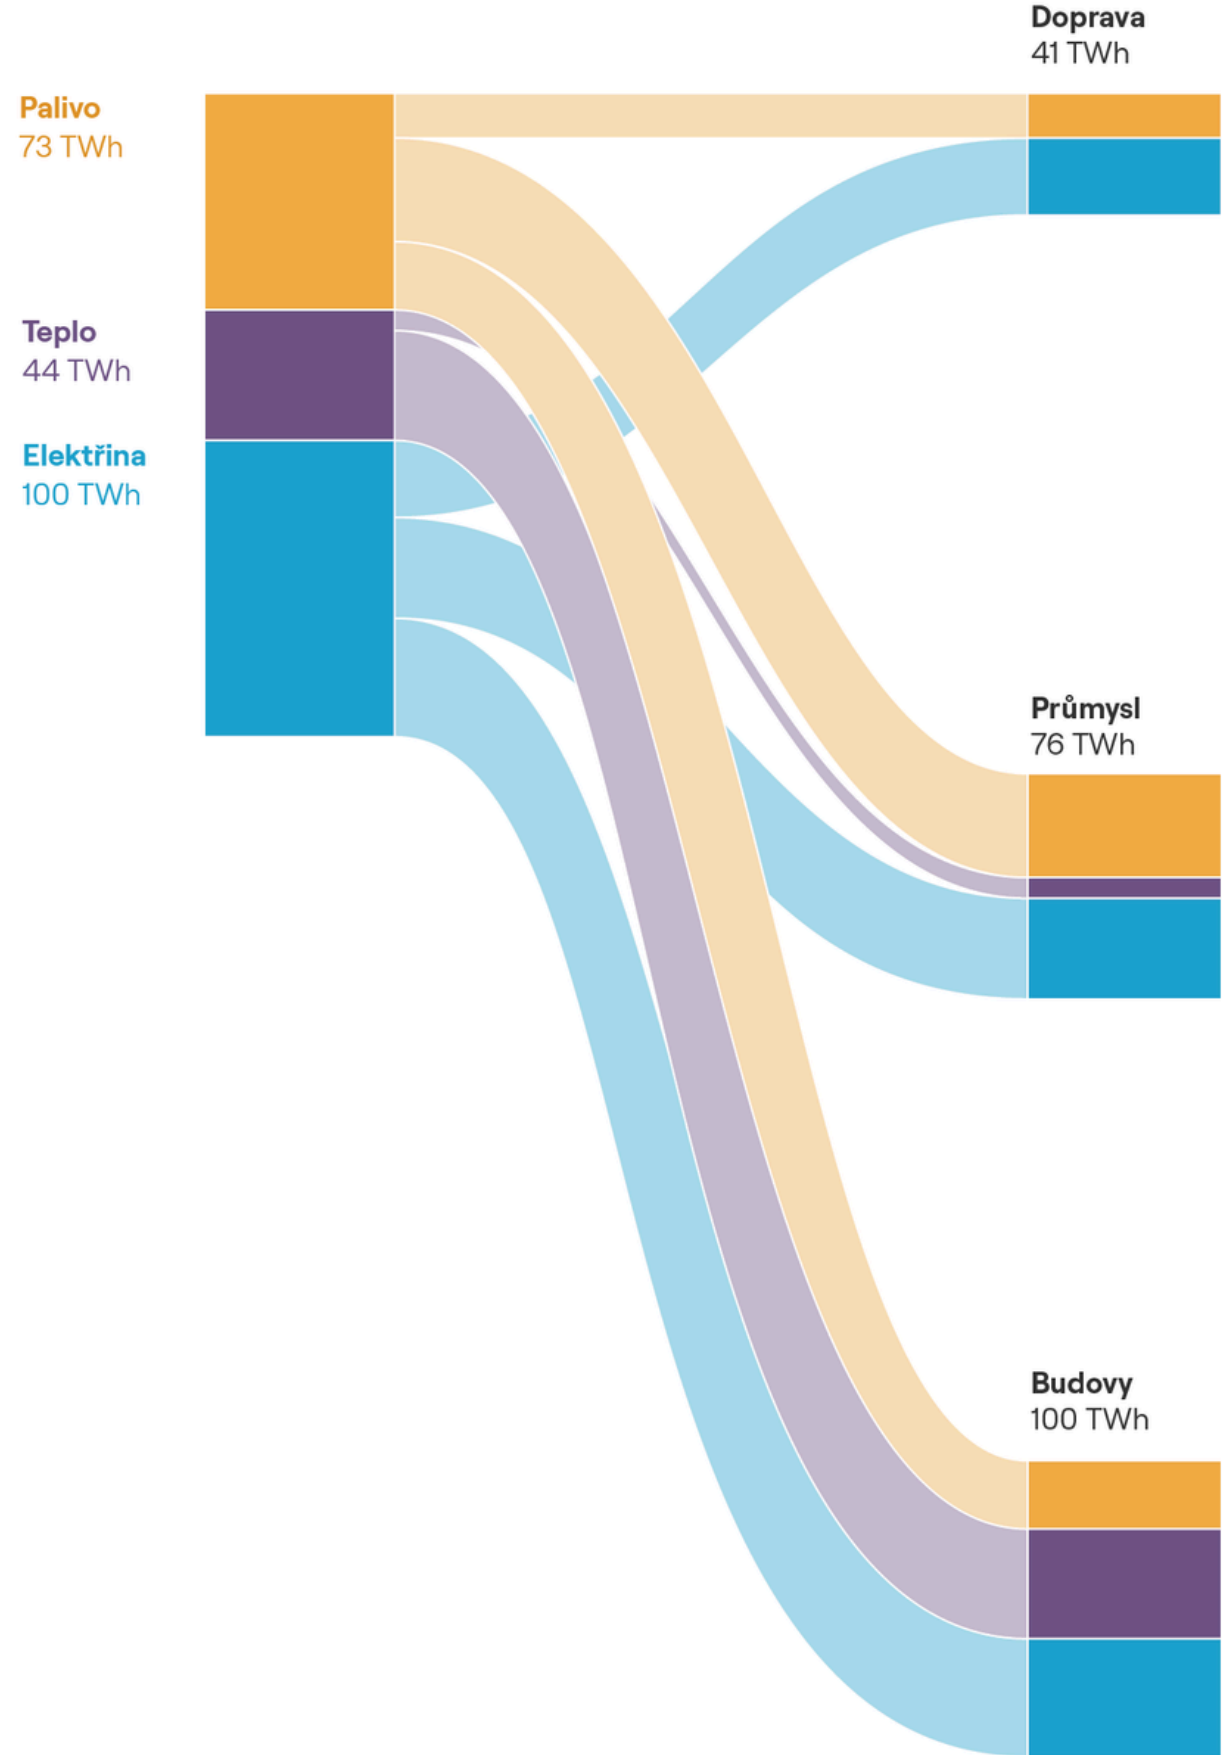 Doprava
41 TWh
Palivo
73 TWh
Teplo
44 TWh
Elektřina
100 TWh
Průmysl
76 TWh
Budovy
100 TWh